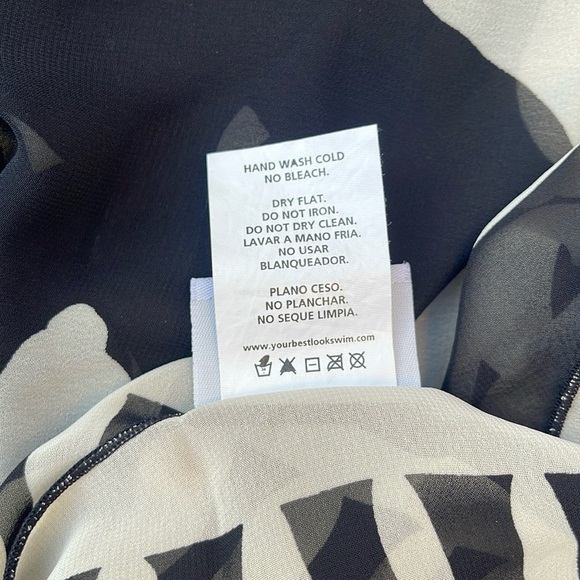 HAND WASH COLD
NO BLEACH.
DRY FLAT.
DO NOT IRON.
DO NOT DRY CLEAN.
LAVAR A MANO FRIA.
NO USAR
BLANQUEADOR.
PLANO CESO.
NO PLANCHAR.
NO SEQUE LIMPIA.
www.yourbestlookswim.com